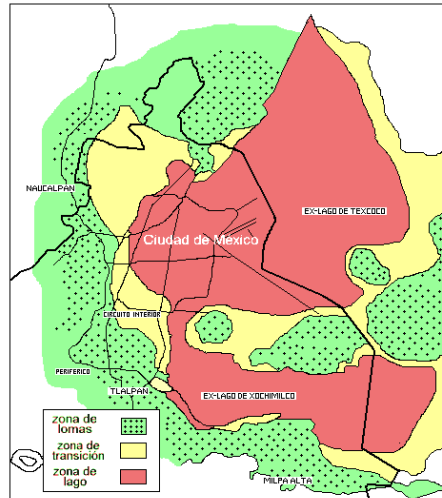 NAUCALPAN
EX-LAGO DE TEXCOCO
Ciudad de México
CIRCUITO INTERIOR
PERIFERICO
TLALPAN
EX-LAGO DE XOCHIMILCO
zona de
lomas
zona de
transición
zona de
lago
MILPA ALTA